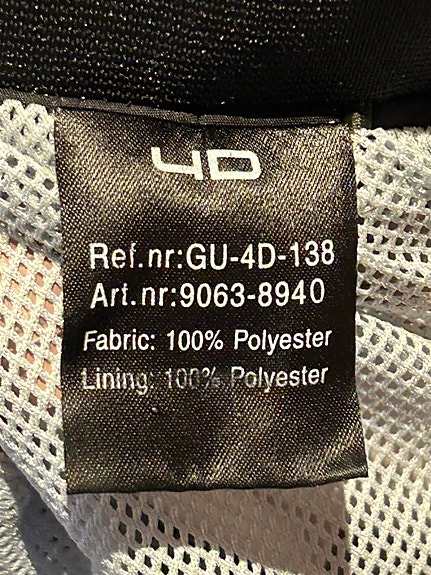 4D
Ref.nr:GU-4D-138
Art.nr:9063-8940
Fabric: 100% Polyester
Lining: 100% Polyester